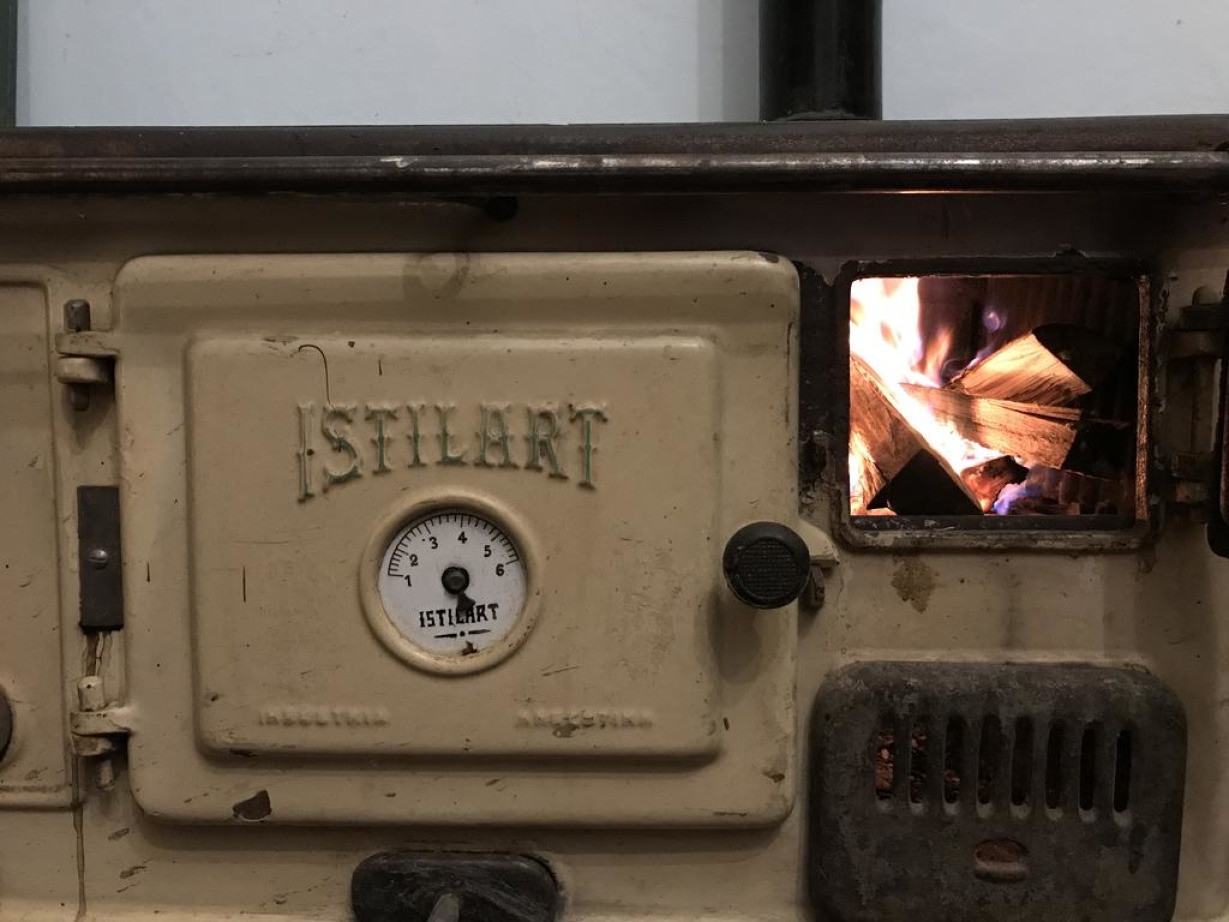 ISTILART
1 2 3 4 5 6
ISTILART
INDUSTRIA ARGENTINA